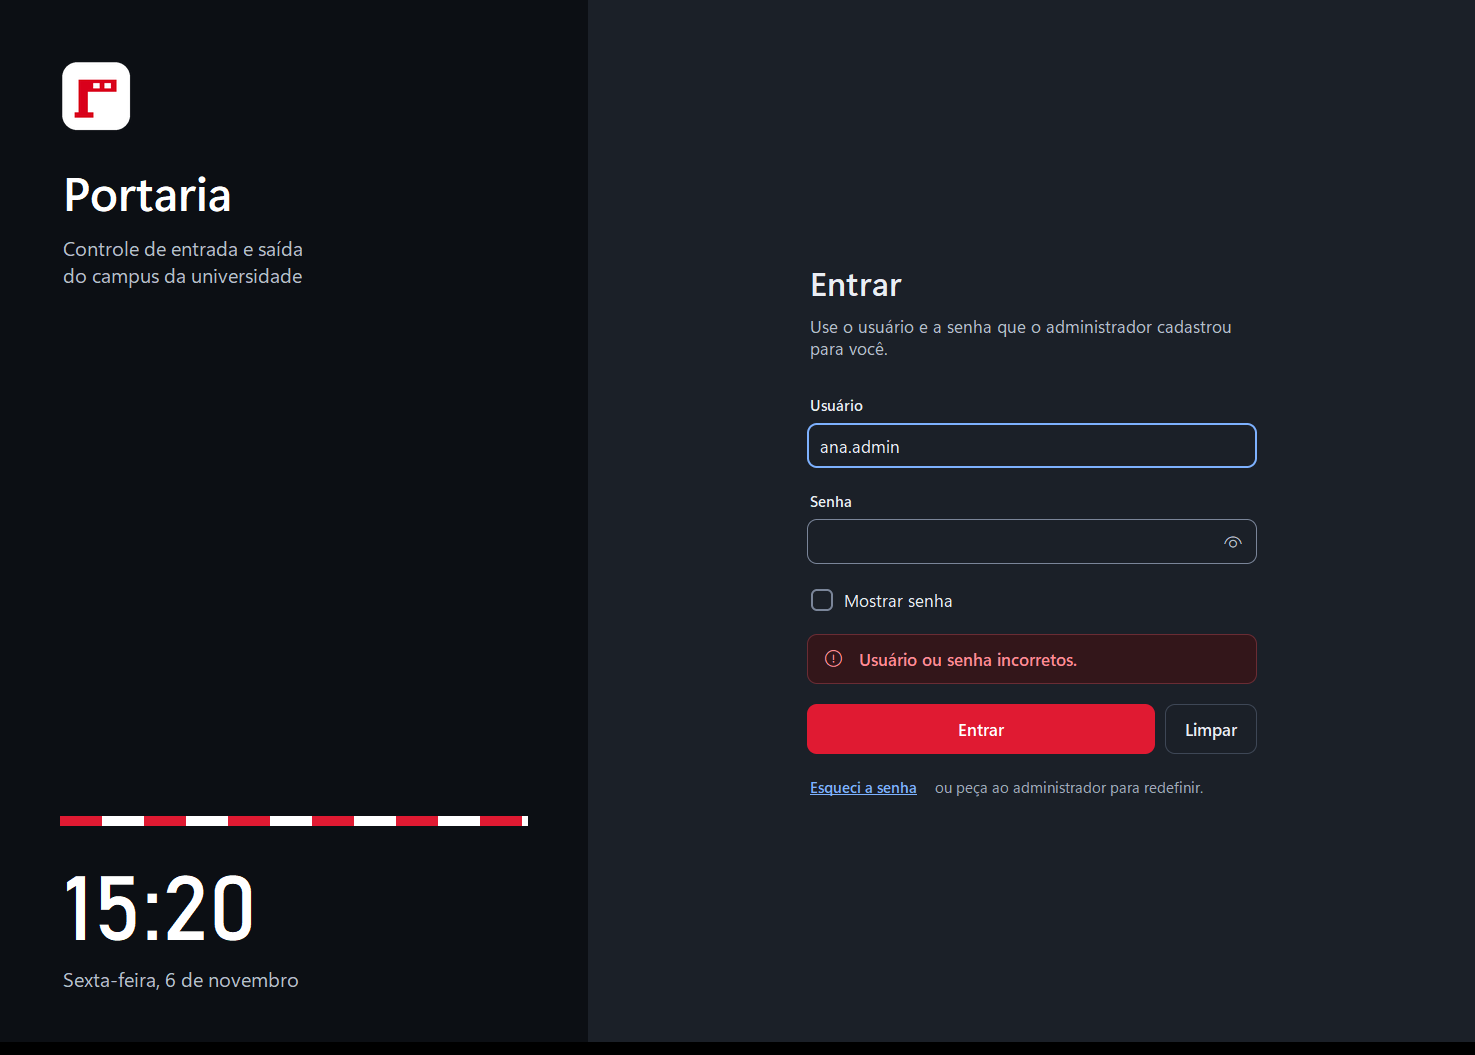 Portaria
Controle de entrada e saída
do campus da universidade
15:20
Sexta-feira, 6 de novembro
Entrar
Use o usuário e a senha que o administrador cadastrou
para você.
Usuário
ana.admin
Senha
Mostrar senha
Usuário ou senha incorretos.
Entrar
Limpar
Esqueci a senha ou peça ao administrador para redefinir.